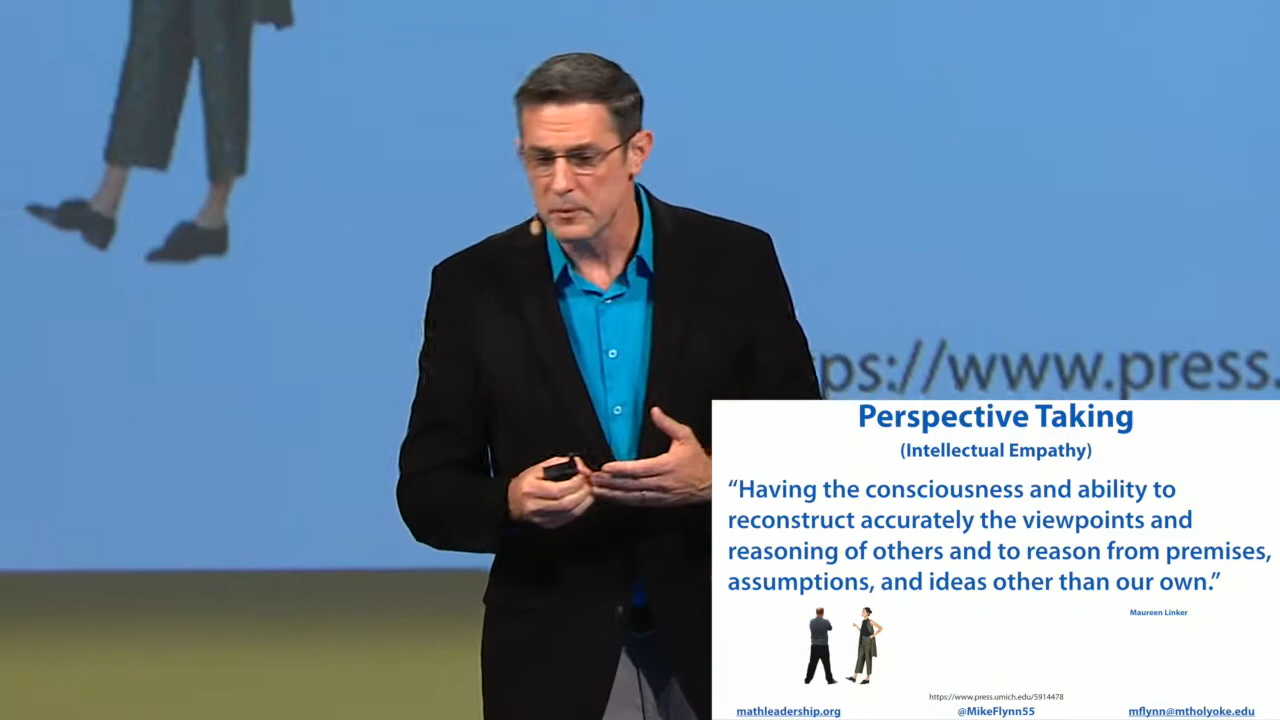 ps://www.press.
Perspective Taking
(Intellectual Empathy)
“Having the consciousness and ability to
reconstruct accurately the viewpoints and
reasoning of others and to reason from premises,
assumptions, and ideas other than our own.”
Maureen Linker
https://www.press.umich.edu/5914478
mathleadership.org @MikeFlynn55 mflynn@mtholyoke.edu